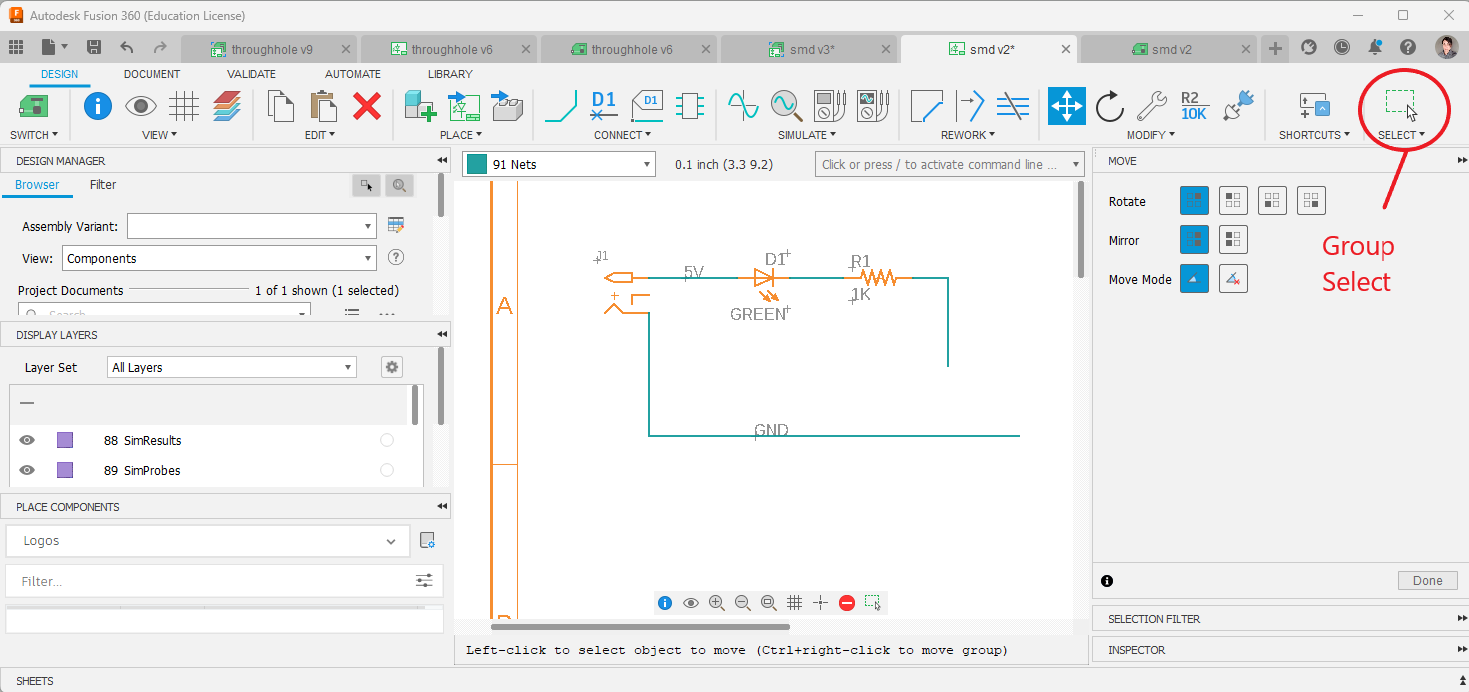 Autodesk Fusion 360 (Education License)
throughhole v9
throughhole v6
throughhole v6
smd v3*
smd v2*
smd v2
DESIGN
DOCUMENT
VALIDATE
AUTOMATE
LIBRARY
D1
D1
R2
10K
SWITCH
VIEW
EDIT
PLACE
CONNECT
SIMULATE
REWORK
MODIFY
SHORTCUTS
SELECT
DESIGN MANAGER
91 Nets
0.1 inch (3.3 9.2)
Click or press / to activate command line ...
MOVE
Browser
Filter
Rotate
Assembly Variant:
Mirror
View:
Components
Move Mode
Project Documents
1 of 1 shown (1 selected)
Search
DISPLAY LAYERS
Layer Set
All Layers
88 SimResults
89 SimProbes
PLACE COMPONENTS
Logos
Filter...
J1
5V
D1
R1
1K
GREEN
GND
A
Group
Select
Done
SELECTION FILTER
INSPECTOR
Left-click to select object to move (Ctrl+right-click to move group)
SHEETS